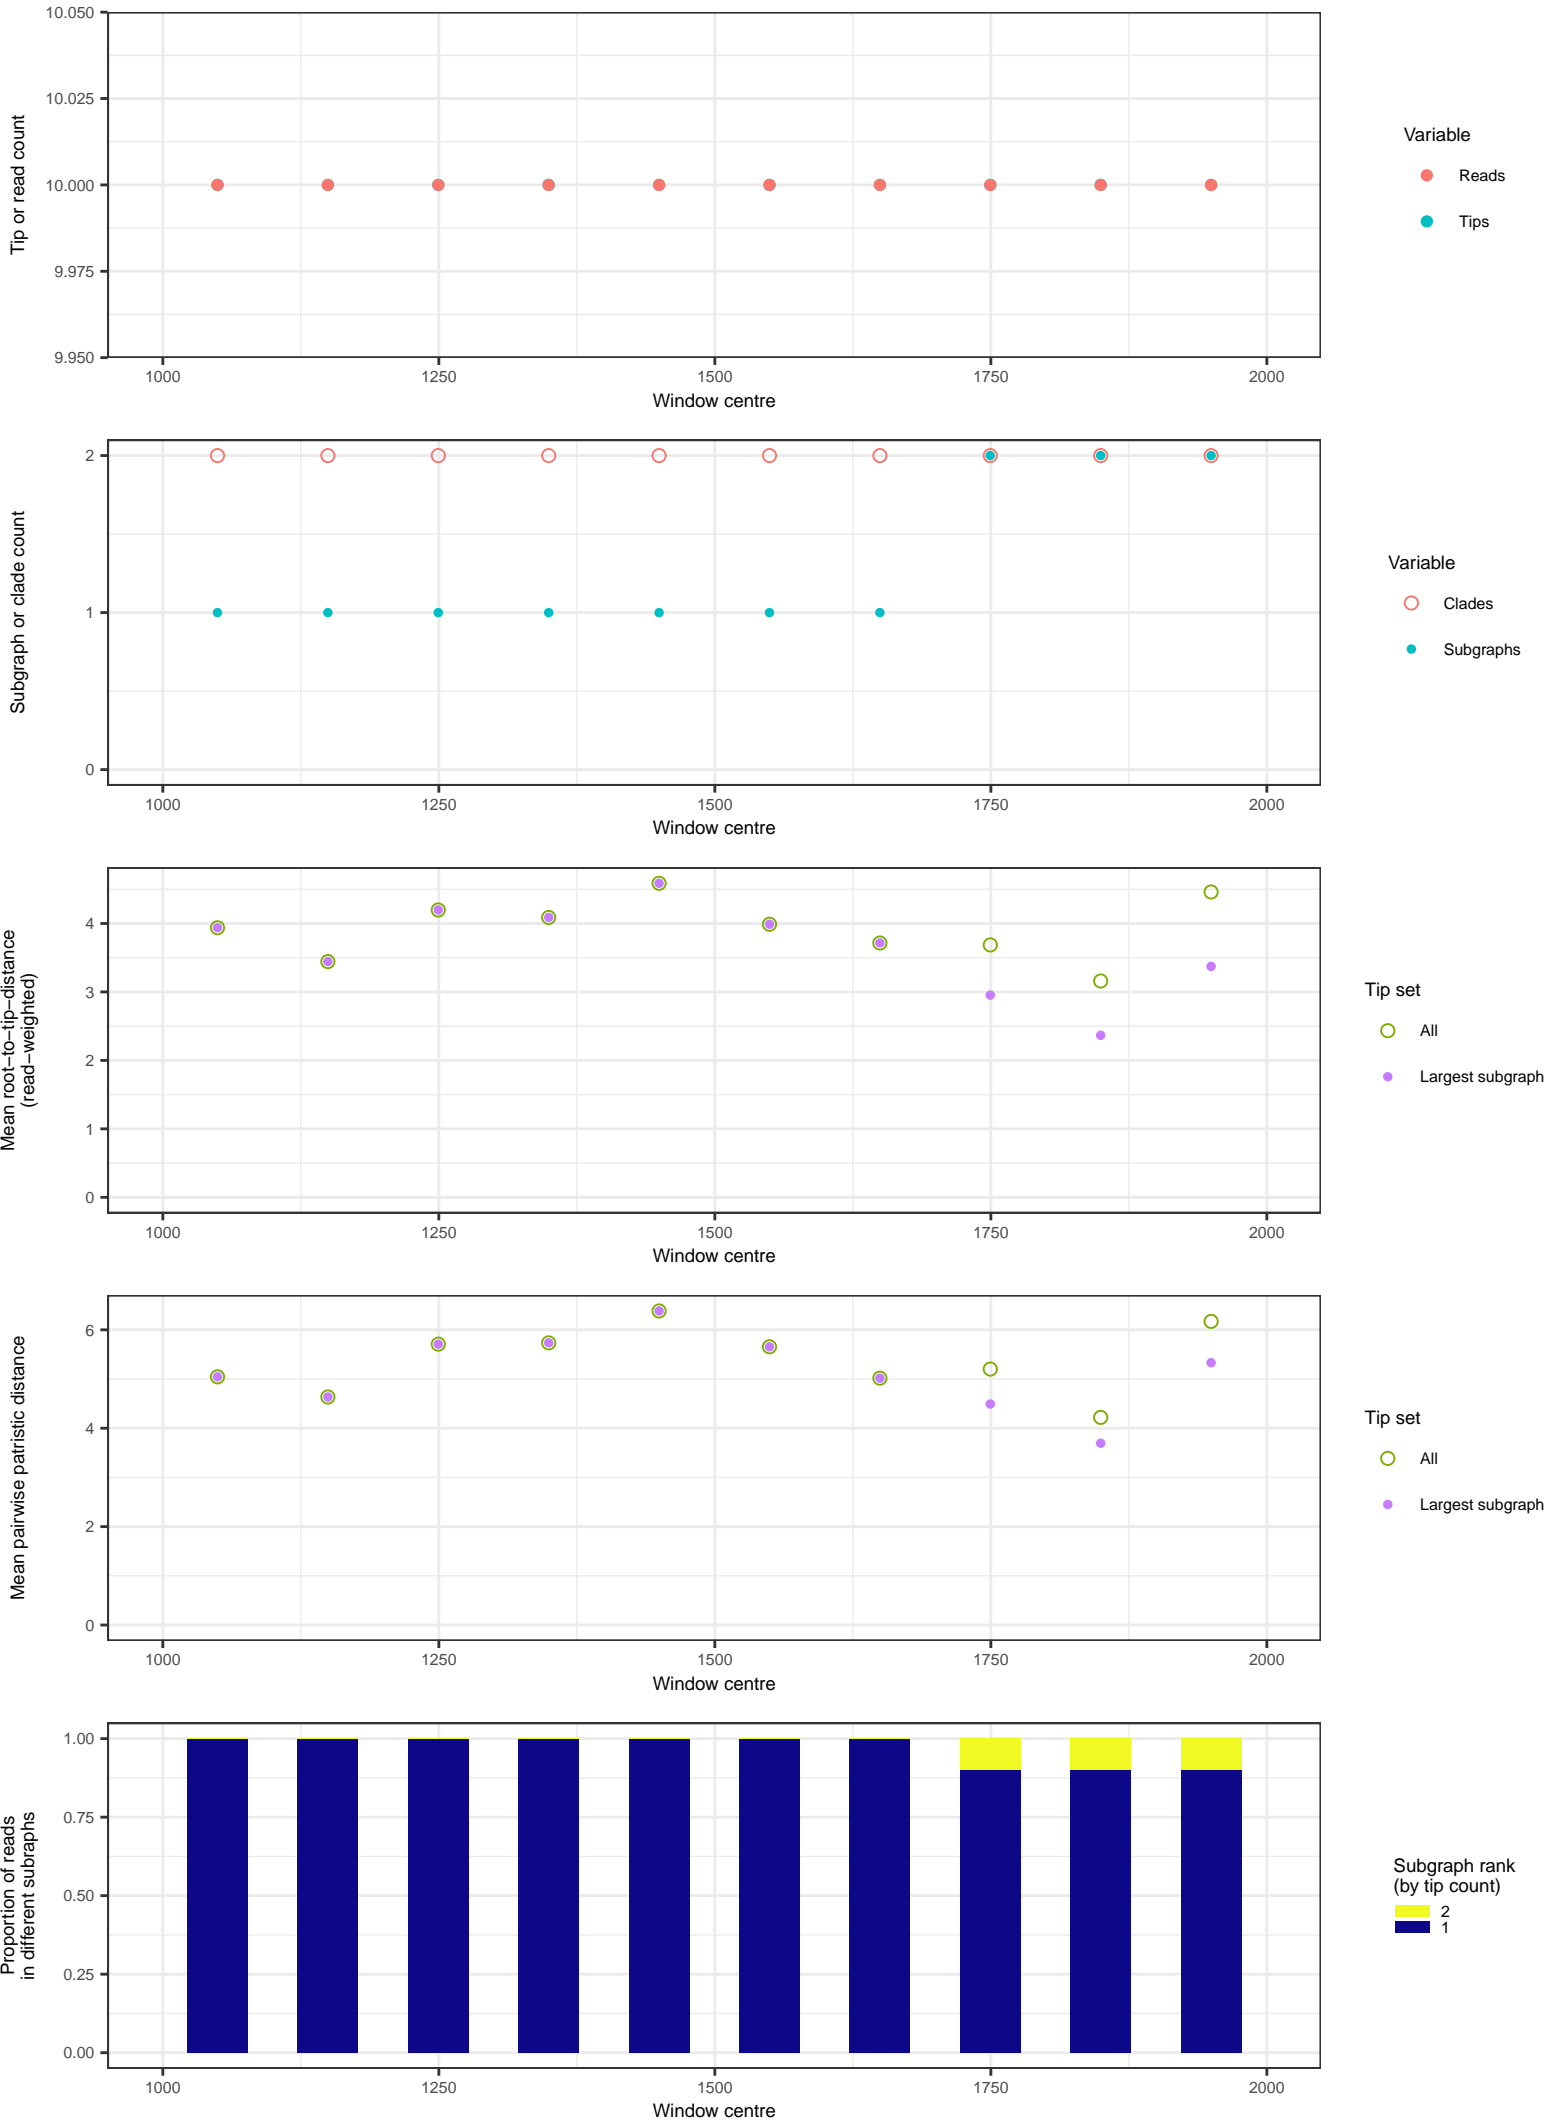 10.050
10.025
10.000
9.975
9.950
Tip or read count
1000 1250 1500 1750 2000
Window centre
Variable
Reads
Tips
2
1
0
Subgraph or clade count
1000 1250 1500 1750 2000
Window centre
Variable
Clades
Subgraphs
4
3
2
1
0
Mean root−to−tip−distance
(read−weighted)
1000 1250 1500 1750 2000
Window centre
Tip set
All
Largest subgraph
6
4
2
0
Mean pairwise patristic distance
1000 1250 1500 1750 2000
Window centre
Tip set
All
Largest subgraph
1.00
0.75
0.50
0.25
0.00
Proportion of reads
in different subraphs
1000 1250 1500 1750 2000
Window centre
Subgraph rank
(by tip count)
2
1